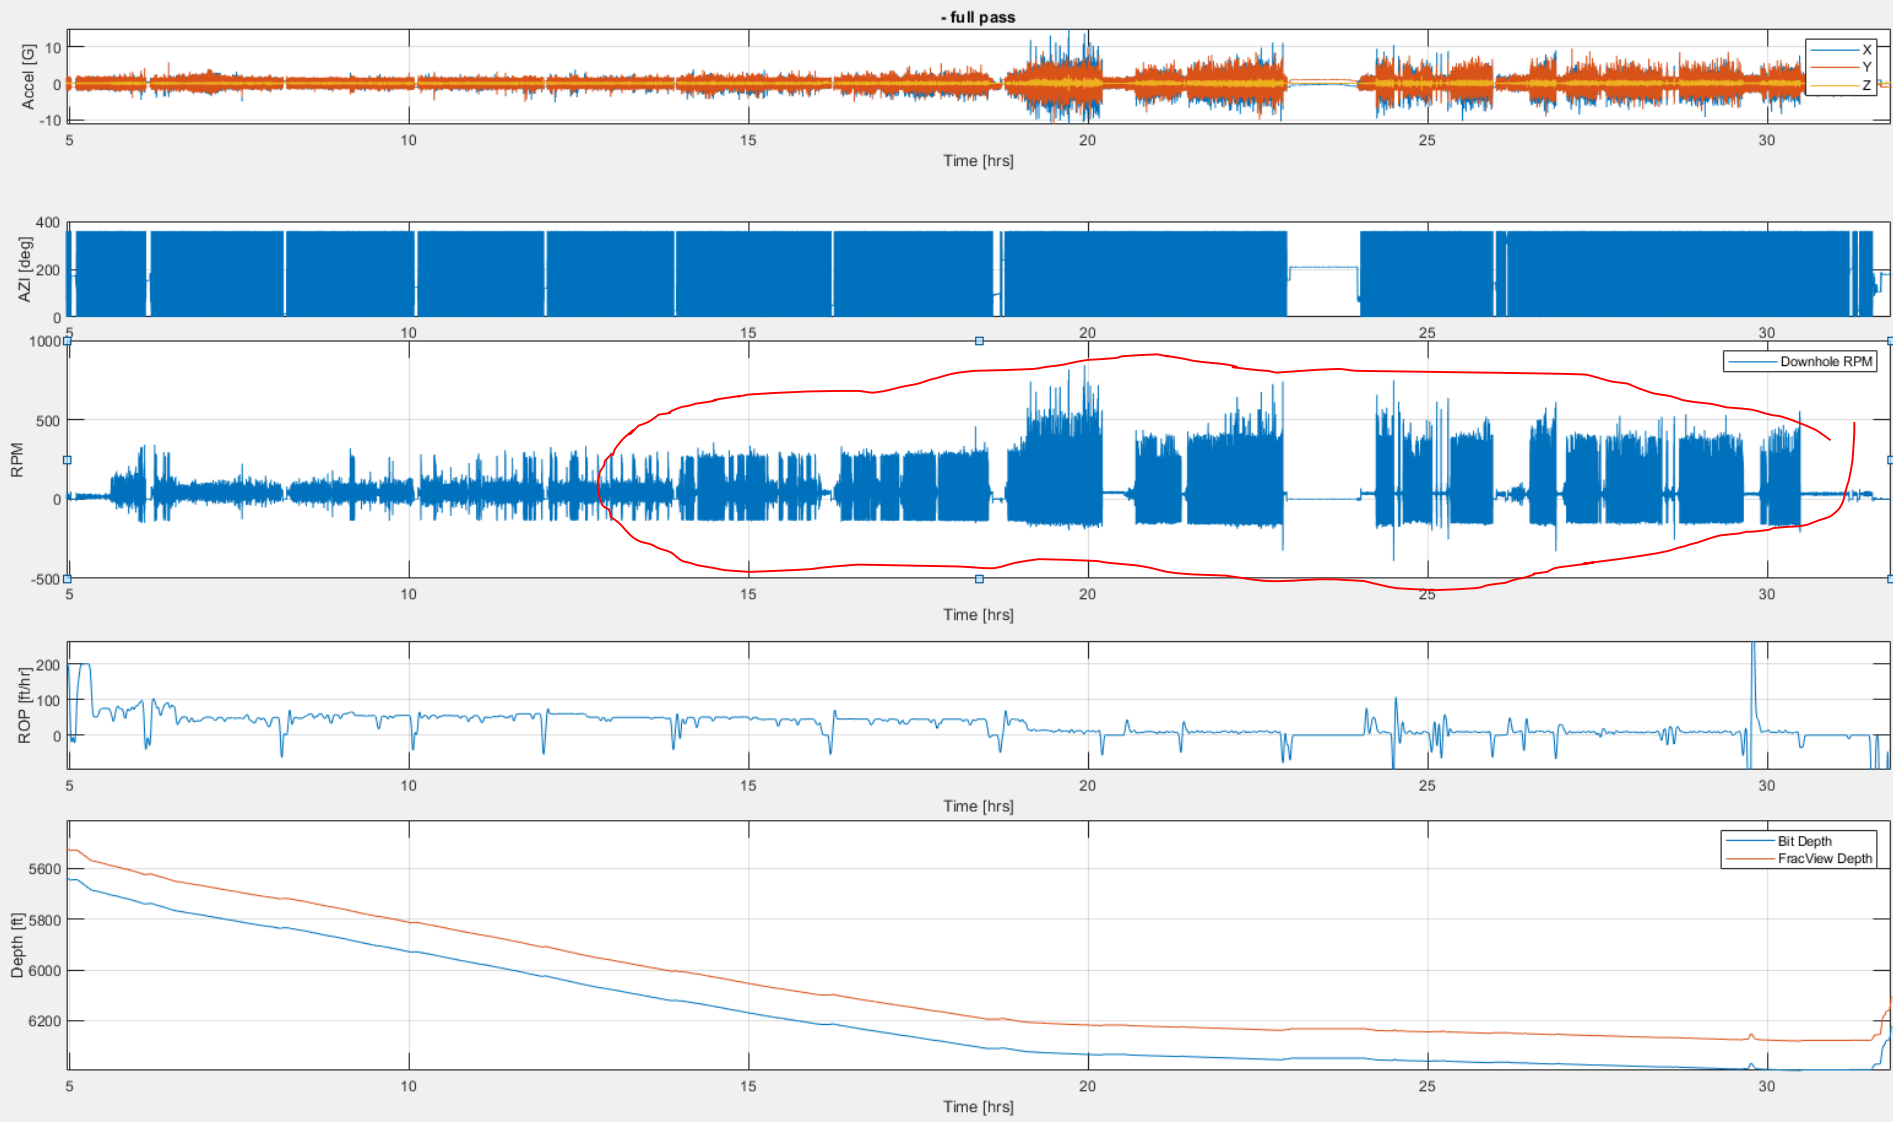 - full pass
Accel [G]
10
0
-10
X
Y
Z
5 10 15 20 25 30
Time [hrs]
AZI [deg]
400
200
0
5 10 15 20 25 30
RPM
1000
500
0
-500
Downhole RPM
5 10 15 20 25 30
Time [hrs]
ROP [ft/hr]
200
100
0
5 10 15 20 25 30
Time [hrs]
Depth [ft]
5600
5800
6000
6200
Bit Depth
FracView Depth
5 10 15 20 25 30
Time [hrs]